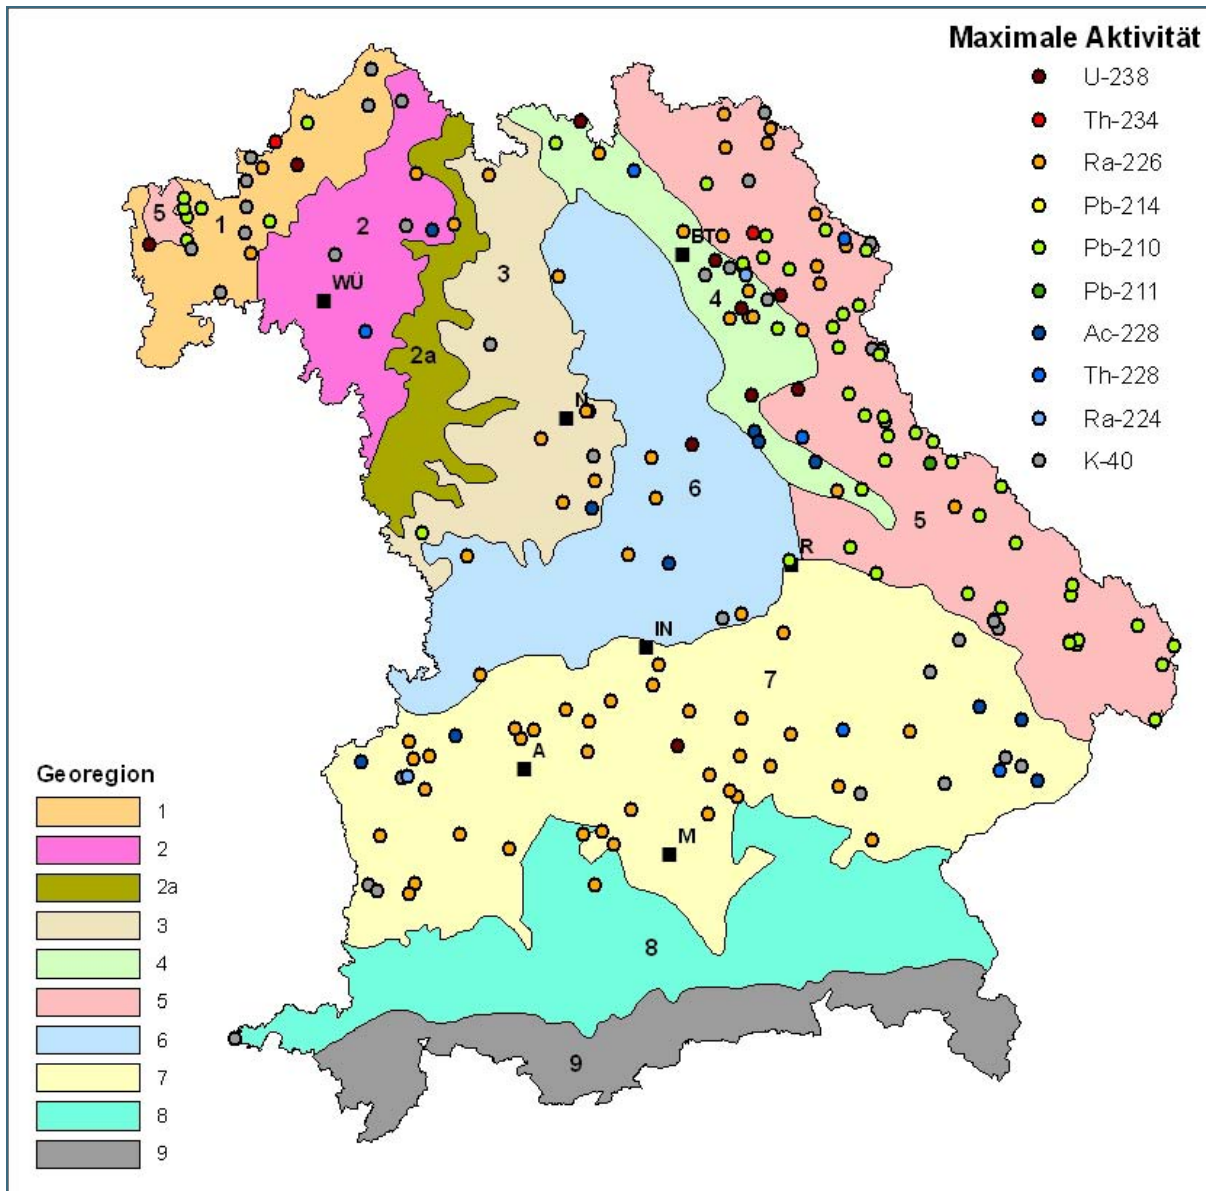 Maximale Aktivität
U-238
Th-234
Ra-226
Pb-214
Pb-210
Pb-211
Ac-228
Th-228
Ra-224
K-40
5
1
2
WÜ
2a
3
N
BT
4
6
5
R
IN
7
A
M
8
9
Georegion
1
2
2a
3
4
5
6
7
8
9